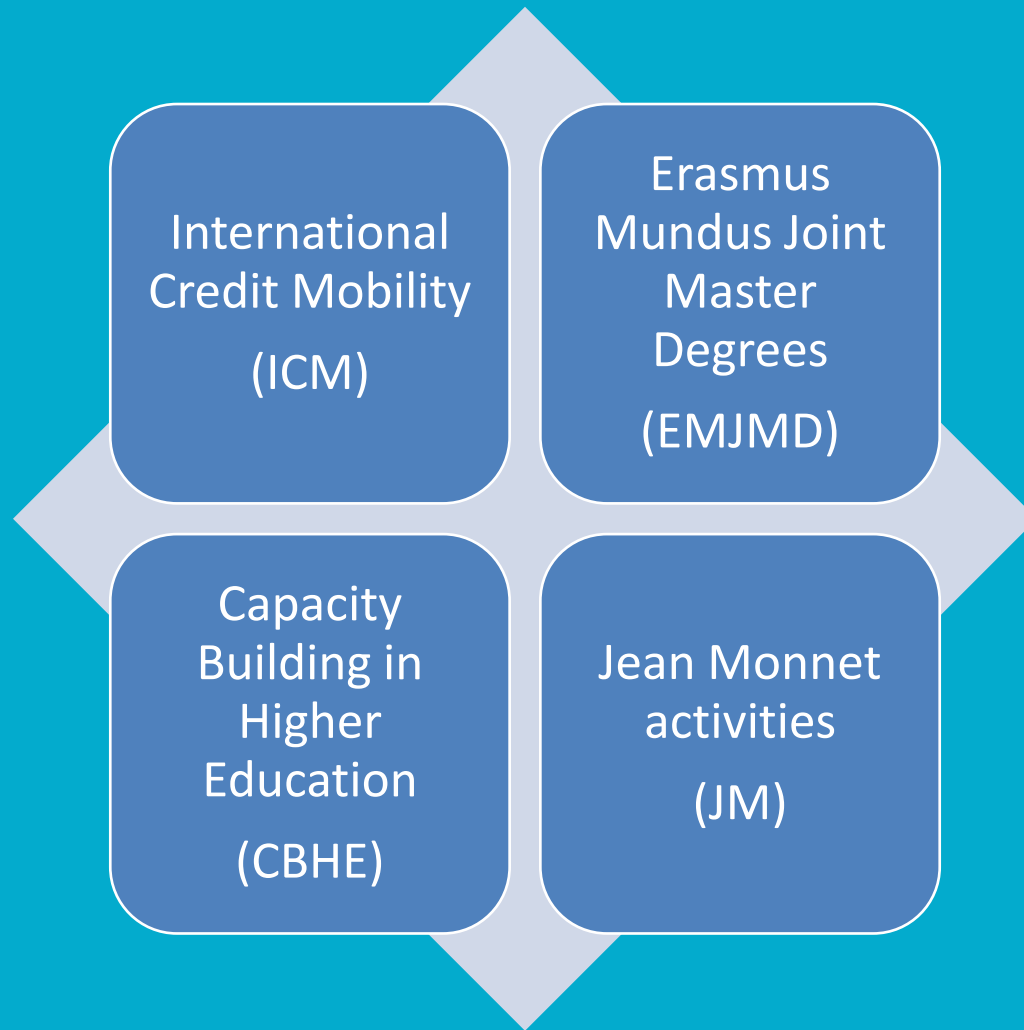 International
Credit Mobility
(ICM)
Erasmus
Mundus Joint
Master
Degrees
(EMJMD)
Capacity
Building in
Higher
Education
(CBHE)
Jean Monnet
activities
(JM)